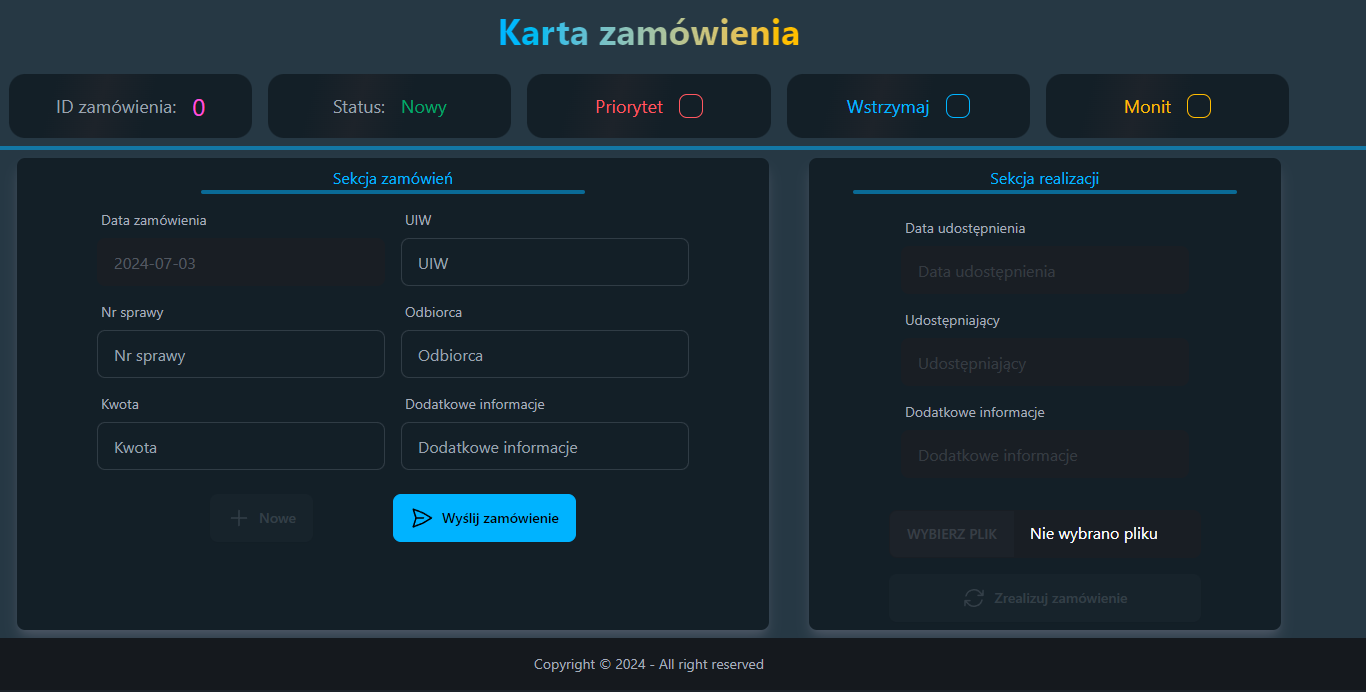 Karta zamówienia
ID zamówienia: 0
Status: Nowy
Priorytet
Wstrzymaj
Monit
Sekcja zamówień
Data zamówienia
2024-07-03
UIW
UIW
Nr sprawy
Nr sprawy
Odbiorca
Odbiorca
Kwota
Kwota
Dodatkowe informacje
Dodatkowe informacje
Nowe
Wyślij zamówienie
Sekcja realizacji
Data udostępnienia
Data udostępnienia
Udostępniający
Udostępniający
Dodatkowe informacje
Dodatkowe informacje
WYBIERZ PLIK Nie wybrano pliku
Zrealizuj zamówienie
Copyright © 2024 - All right reserved